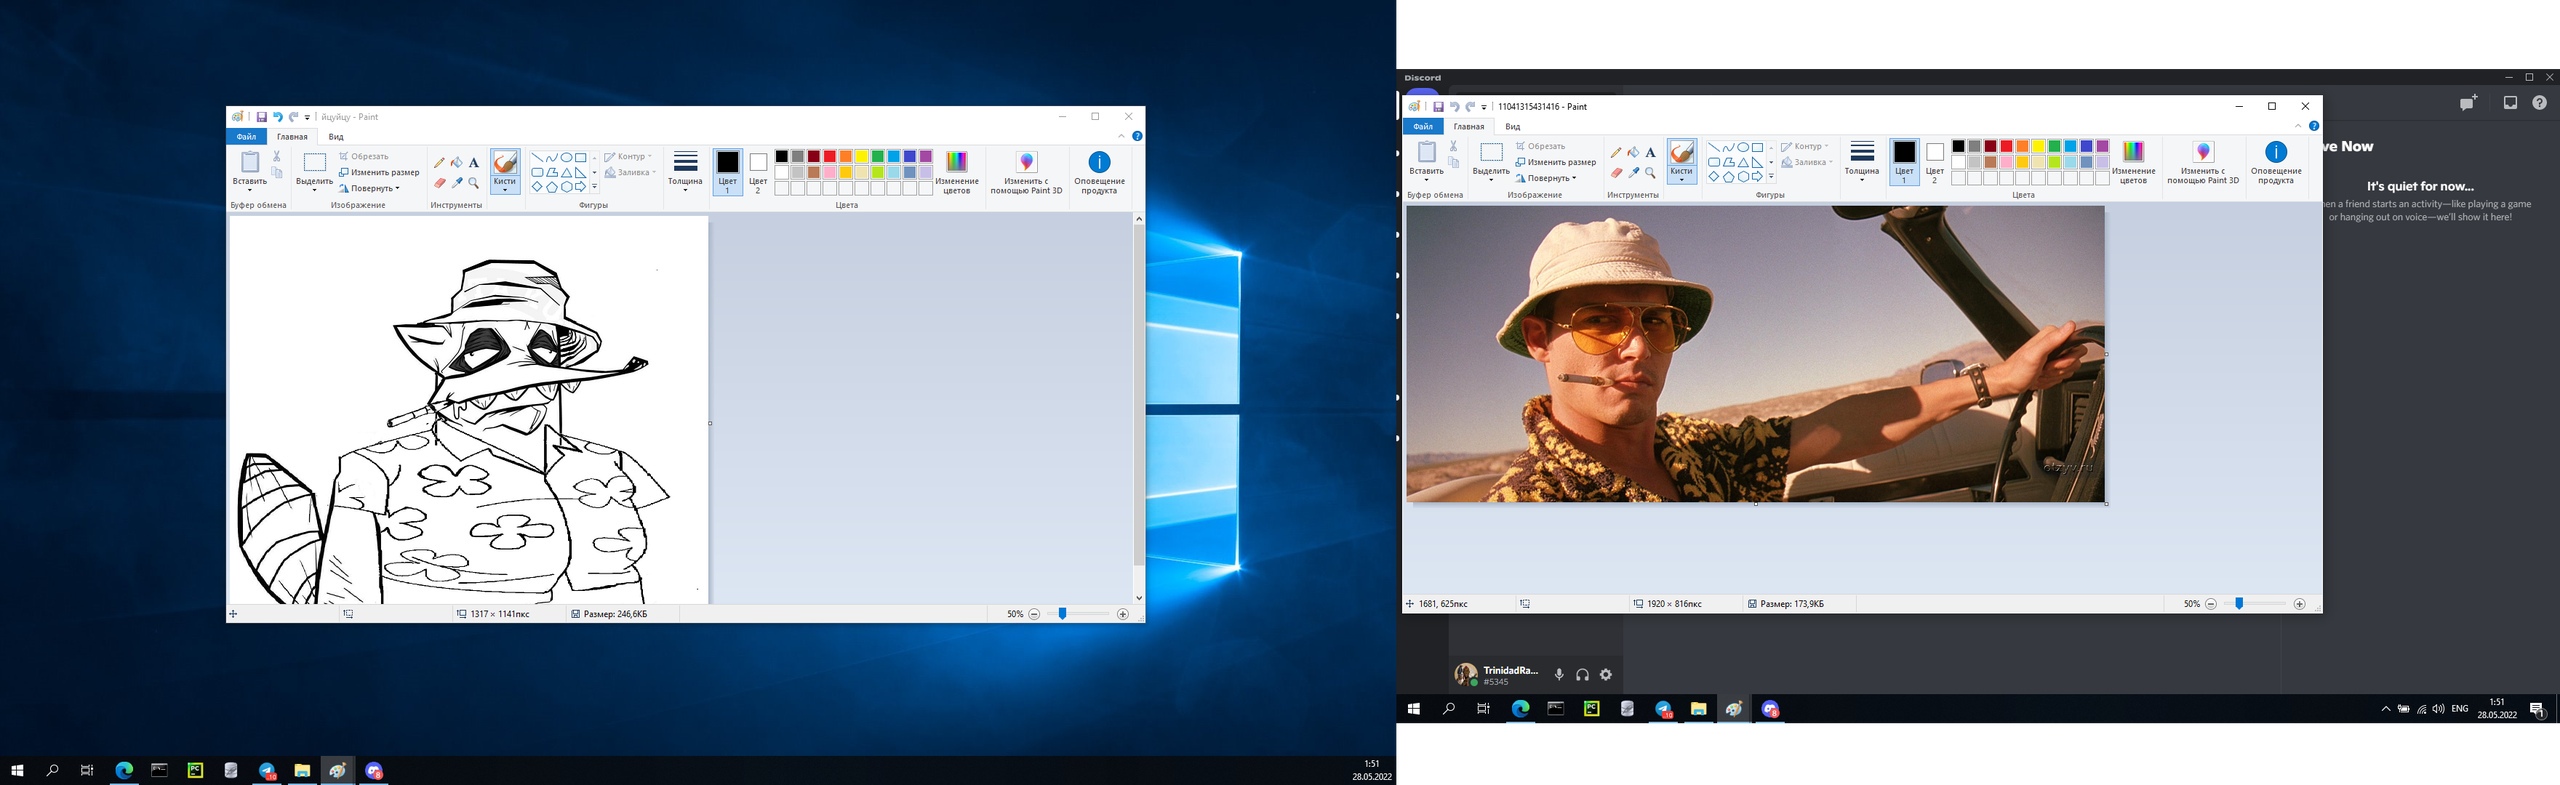 йцуйцу - Paint
Файл
Главная
Вид
Вставить
Выделить
Обрезать
Изменить размер
Повернуть
Кисти
Контур
Заливка
Толщина
Цвет 1
Цвет 2
Изменение цветов
Изменить с помощью Paint 3D
Оповещение продукта
Буфер обмена
Изображение
Инструменты
Фигуры
Цвета
1317 × 1141пкс
Размер: 246,6КБ
50%
1:51
28.05.2022
Discord
11041315431416 - Paint
Файл
Главная
Вид
Вставить
Выделить
Обрезать
Изменить размер
Повернуть
Кисти
Контур
Заливка
Толщина
Цвет 1
Цвет 2
Изменение цветов
Изменить с помощью Paint 3D
Оповещение продукта
Буфер обмена
Изображение
Инструменты
Фигуры
Цвета
otzyv.ru
1681, 625пкс
1920 × 816пкс
Размер: 173,9КБ
50%
ve Now
It's quiet for now...
en a friend starts an activity—like playing a game
or hanging out on voice—we'll show it here!
TrinidadRa...
#5345
ENG
1:51
28.05.2022